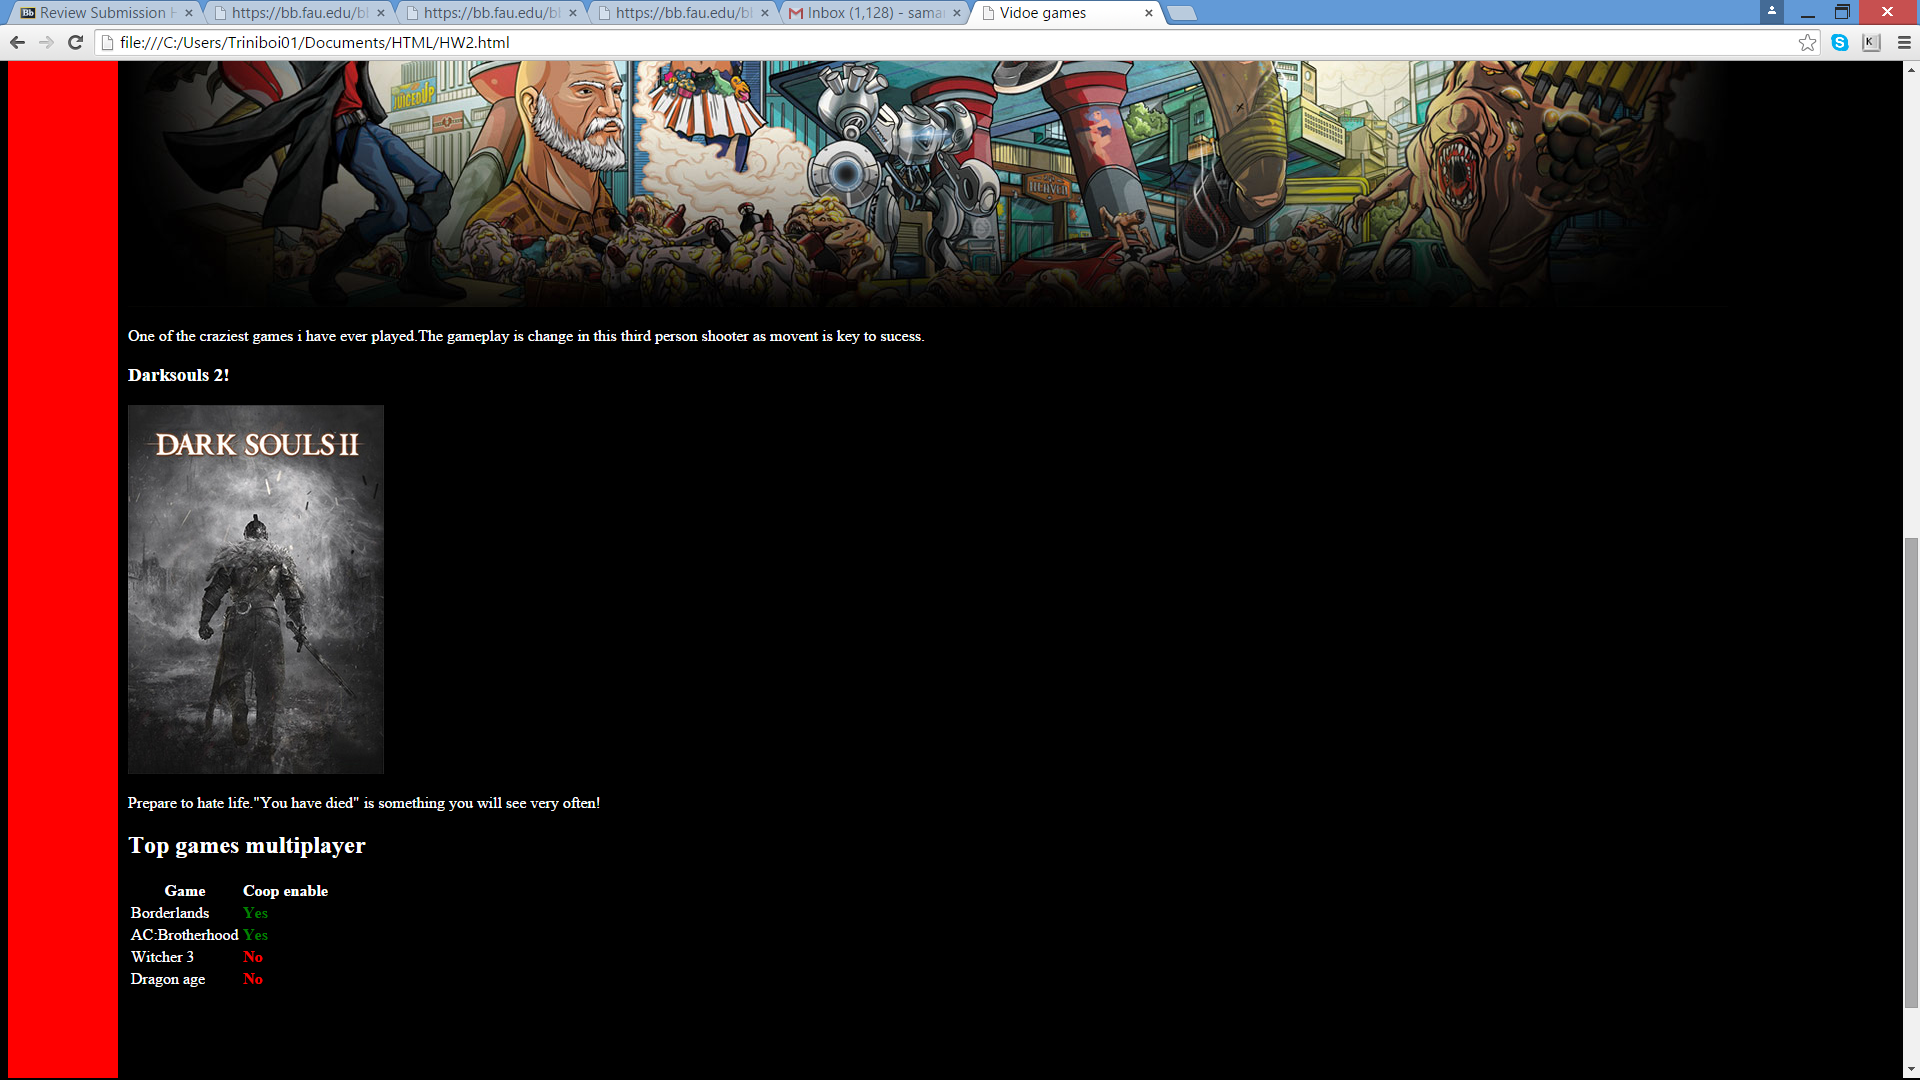 Review Submission H
https://bb.fau.edu/bl
https://bb.fau.edu/bl
https://bb.fau.edu/bl
Inbox (1,128) - samar
Vidoe games
file:///C:/Users/Triniboi01/Documents/HTML/HW2.html
JUICED UP
HEAVEN
One of the craziest games i have ever played.The gameplay is change in this third person shooter as movent is key to sucess.
Darksouls 2!
DARK SOULS II
Prepare to hate life."You have died" is something you will see very often!
Top games multiplayer
Game Coop enable
Borderlands Yes
AC:Brotherhood Yes
Witcher 3 No
Dragon age No